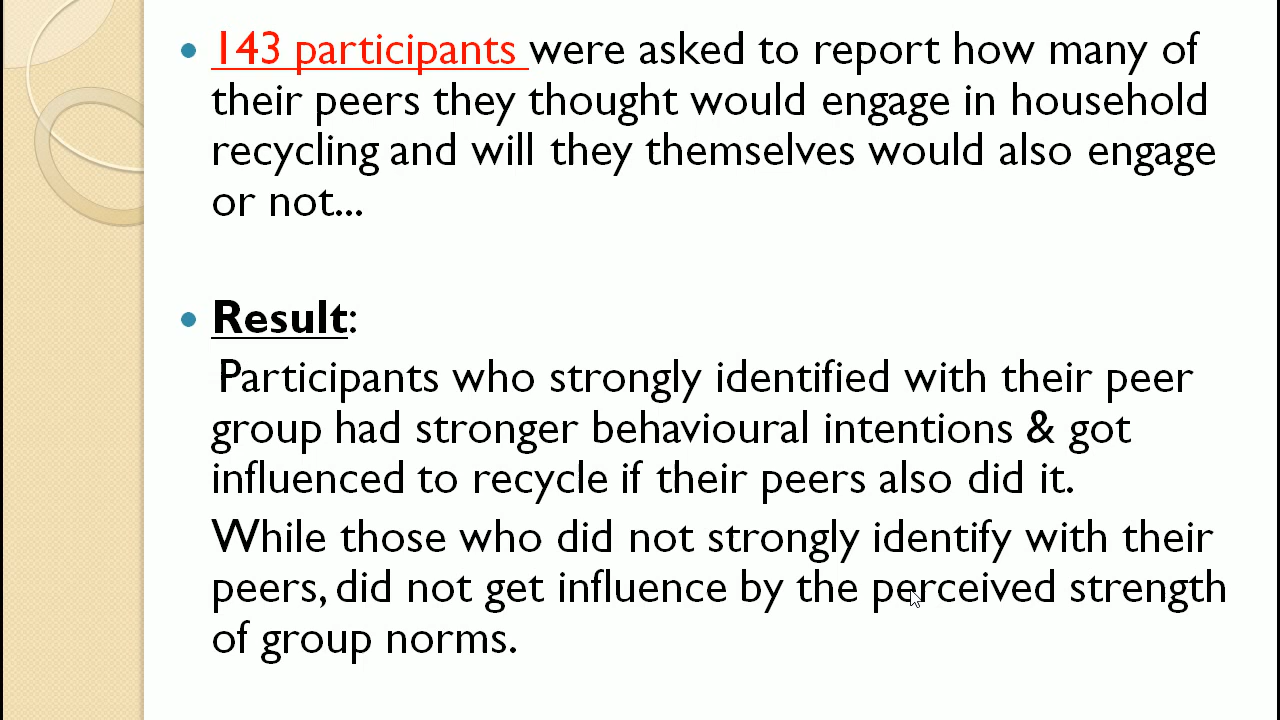 • 143 participants were asked to report how many of
their peers they thought would engage in household
recycling and will they themselves would also engage
or not...
• Result:
Participants who strongly identified with their peer
group had stronger behavioural intentions & got
influenced to recycle if their peers also did it.
While those who did not strongly identify with their
peers, did not get influence by the perceived strength
of group norms.